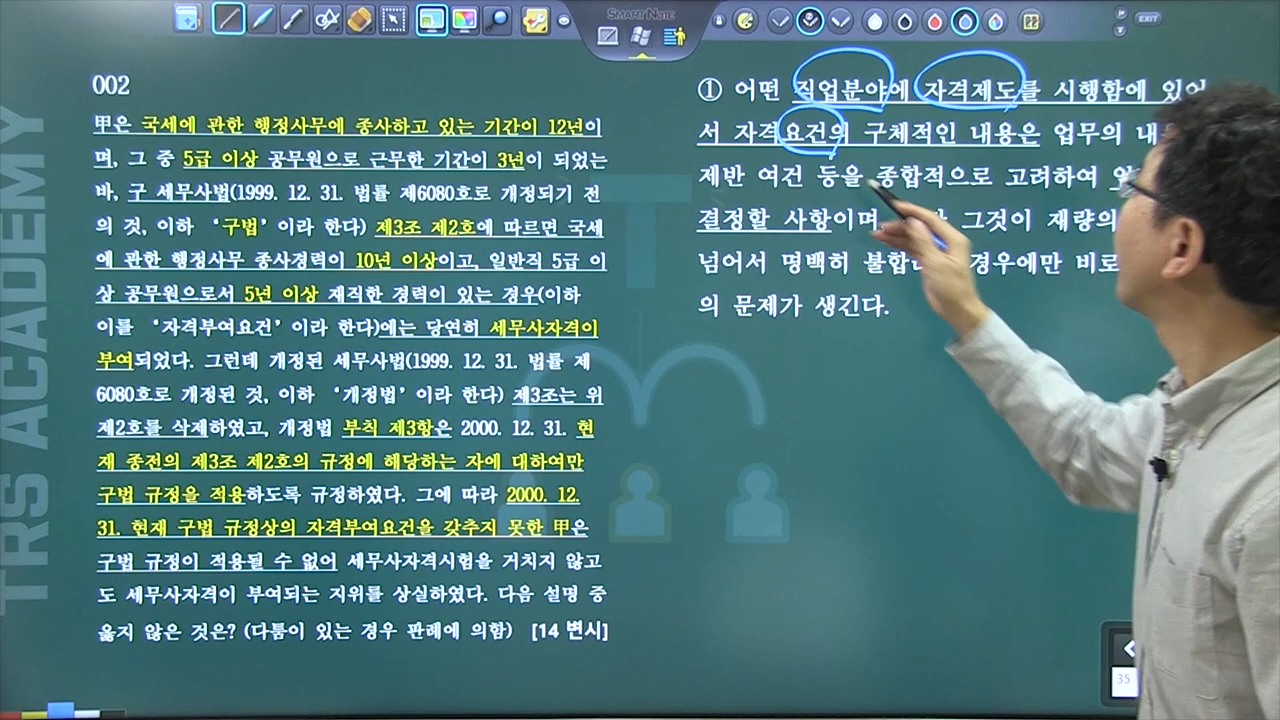 SMART NOTE
EXIT
TRS ACADEMY
002
甲은 국세에 관한 행정사무에 종사하고 있는 기간이 12년이
며, 그 중 5급 이상 공무원으로 근무한 기간이 3년이 되었는
바, 구 세무사법(1999. 12. 31. 법률 제6080호로 개정되기 전
의 것, 이하 ‘구법’이라 한다) 제3조 제2호에 따르면 국세
에 관한 행정사무 종사경력이 10년 이상이고, 일반직 5급 이
상 공무원으로서 5년 이상 재직한 경력이 있는 경우(이하
이를 ‘자격부여요건’이라 한다)에는 당연히 세무사자격이
부여되었다. 그런데 개정된 세무사법(1999. 12. 31. 법률 제
6080호로 개정된 것, 이하 ‘개정법’이라 한다) 제3조는 위
제2호를 삭제하였고, 개정법 부칙 제3항은 2000. 12. 31. 현
재 종전의 제3조 제2호의 규정에 해당하는 자에 대하여만
구법 규정을 적용하도록 규정하였다. 그에 따라 2000. 12.
31. 현재 구법 규정상의 자격부여요건을 갖추지 못한 甲은
구법 규정이 적용될 수 없어 세무사자격시험을 거치지 않고
도 세무사자격이 부여되는 지위를 상실하였다. 다음 설명 중
옳지 않은 것은? (다툼이 있는 경우 판례에 의함) [14 변시]
① 어떤 직업분야에 자격제도를 시행함에 있어
서 자격요건의 구체적인 내용은 업무의
제반 여건 등을 종합적으로 고려하여
결정할 사항이며 그것이 재량의
넘어서 명백히 경우에만
의 문제가 생긴다.
35